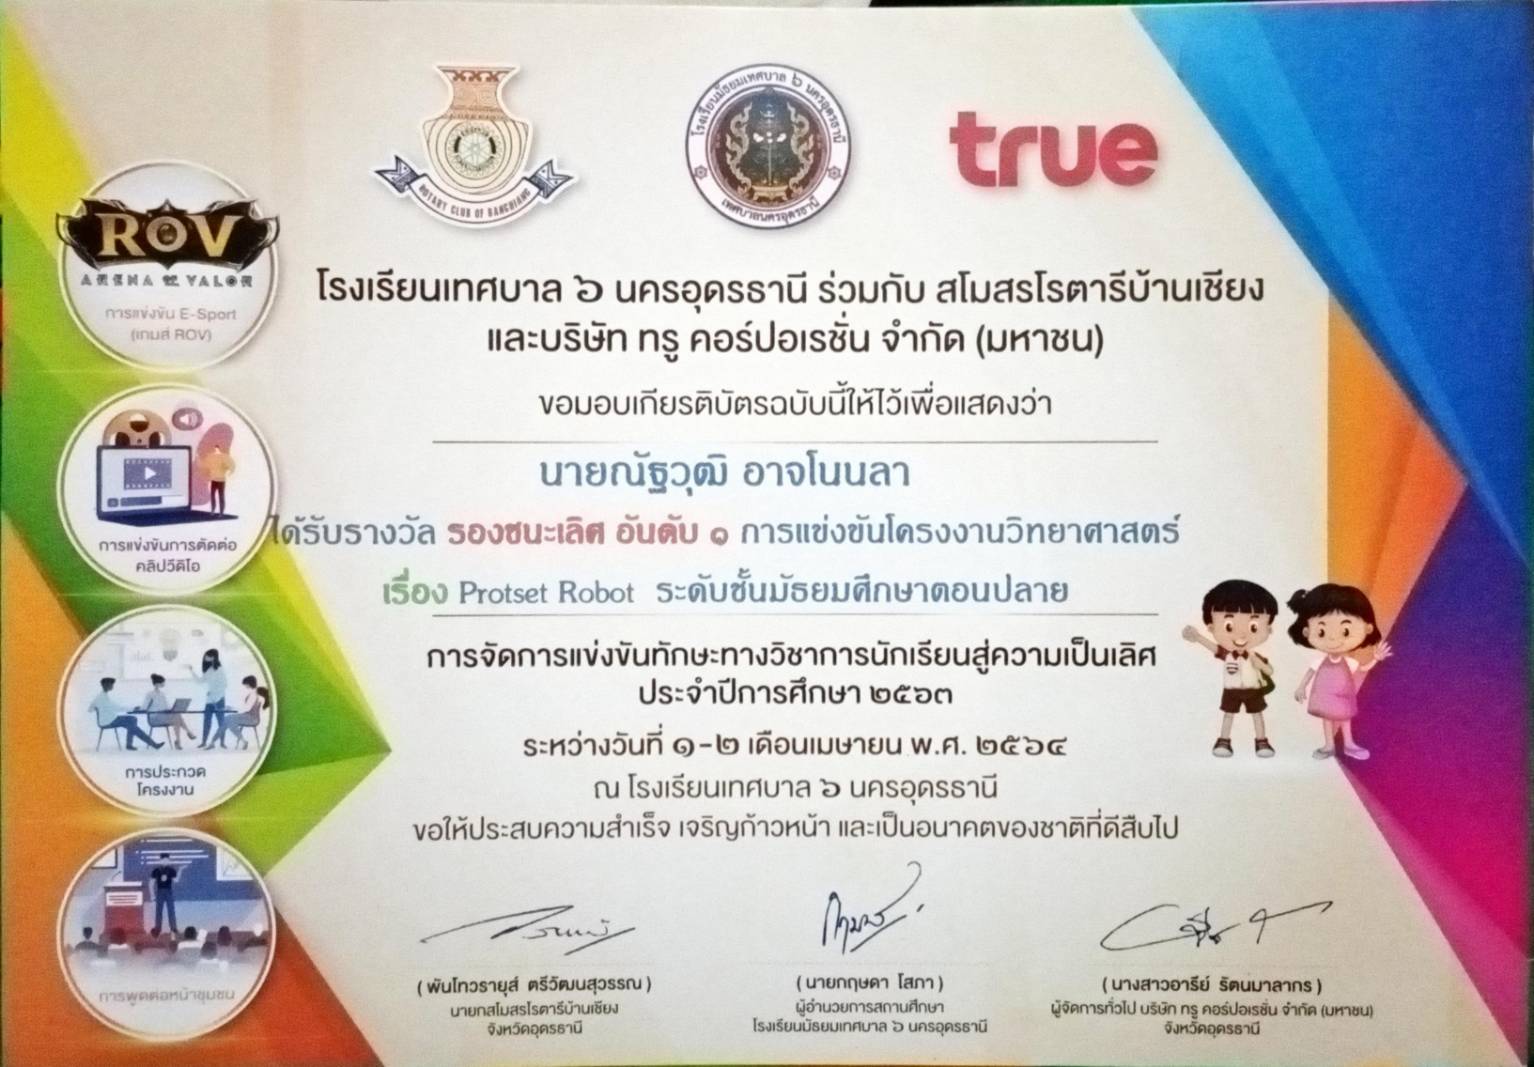 ROTARY CLUB OF BANCHIANG
โรงเรียนมัธยมเทศบาล ๖ นครอุดรธานี
เทศบาลนครอุดรธานี
true
ROV
ARENA OF VALOR
การแข่งขัน E-Sport
(เกมส์ ROV)
การแข่งขันการตัดต่อ
คลิปวีดิโอ
การประกวด
โครงงาน
การพูดต่อหน้าชุมชน
โรงเรียนเทศบาล ๖ นครอุดรธานี ร่วมกับ สโมสรโรตารีบ้านเชียง
และบริษัท ทรู คอร์ปอเรชั่น จำกัด (มหาชน)
ขอมอบเกียรติบัตรฉบับนี้ให้ไว้เพื่อแสดงว่า
นายณัฐวุฒิ อาจโนนลา
ได้รับรางวัล รองชนะเลิศ อันดับ ๑ การแข่งขันโครงงานวิทยาศาสตร์
เรื่อง Protset Robot ระดับชั้นมัธยมศึกษาตอนปลาย
การจัดการแข่งขันทักษะทางวิชาการนักเรียนสู่ความเป็นเลิศ
ประจำปีการศึกษา ๒๕๖๓
ระหว่างวันที่ ๑-๒ เดือนเมษายน พ.ศ. ๒๕๖๔
ณ โรงเรียนเทศบาล ๖ นครอุดรธานี
ขอให้ประสบความสำเร็จ เจริญก้าวหน้า และเป็นอนาคตของชาติที่ดีสืบไป
( พันโทวรายุส์ ตรีวัฒนสุวรรณ )
นายกสโมสรโรตารีบ้านเชียง
จังหวัดอุดรธานี
( นายกฤษดา โสภา )
ผู้อำนวยการสถานศึกษา
โรงเรียนมัธยมเทศบาล ๖ นครอุดรธานี
( นางสาวอารีย์ รัตนมาลากร )
ผู้จัดการทั่วไป บริษัท ทรู คอร์ปอเรชั่น จำกัด (มหาชน)
จังหวัดอุดรธานี